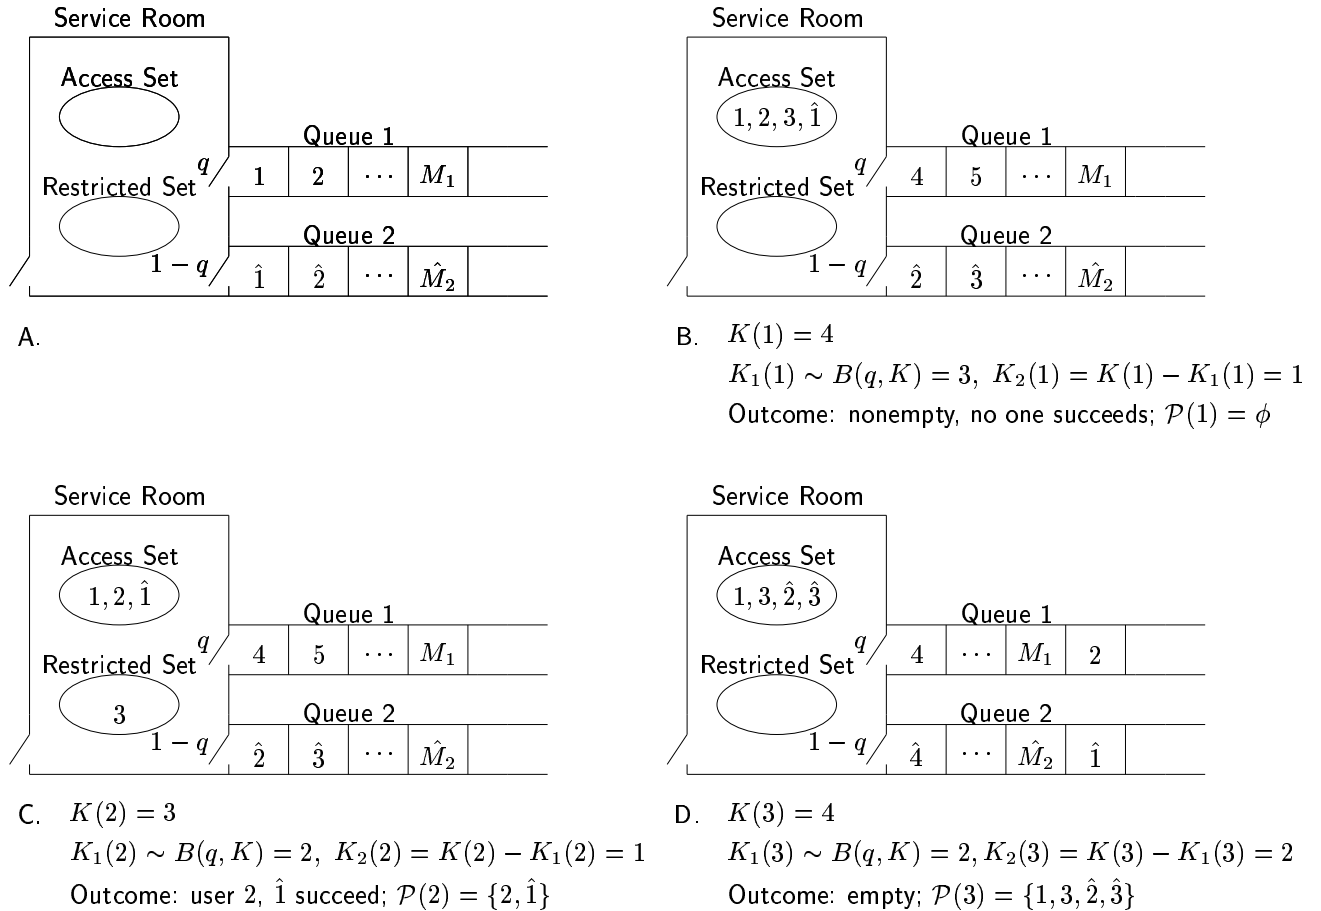 Service Room
Access Set
Queue 1
q
1 2 ⋯ M₁
Restricted Set
Queue 2
1 − q
1̂ 2̂ ⋯ M̂₂
A.
Service Room
Access Set
1, 2, 3, 1̂
Queue 1
q
4 5 ⋯ M₁
Restricted Set
Queue 2
1 − q
2̂ 3̂ ⋯ M̂₂
B. K(1) = 4
K₁(1) ∼ B(q, K) = 3, K₂(1) = K(1) − K₁(1) = 1
Outcome: nonempty, no one succeeds; 𝒫(1) = ϕ
Service Room
Access Set
1, 2, 1̂
Queue 1
q
4 5 ⋯ M₁
Restricted Set
3
Queue 2
1 − q
2̂ 3̂ ⋯ M̂₂
C. K(2) = 3
K₁(2) ∼ B(q, K) = 2, K₂(2) = K(2) − K₁(2) = 1
Outcome: user 2, 1̂ succeed; 𝒫(2) = {2, 1̂}
Service Room
Access Set
1, 3, 2̂, 3̂
Queue 1
q
4 ⋯ M₁ 2
Restricted Set
Queue 2
1 − q
4̂ ⋯ M̂₂ 1̂
D. K(3) = 4
K₁(3) ∼ B(q, K) = 2, K₂(3) = K(3) − K₁(3) = 2
Outcome: empty; 𝒫(3) = {1, 3, 2̂, 3̂}